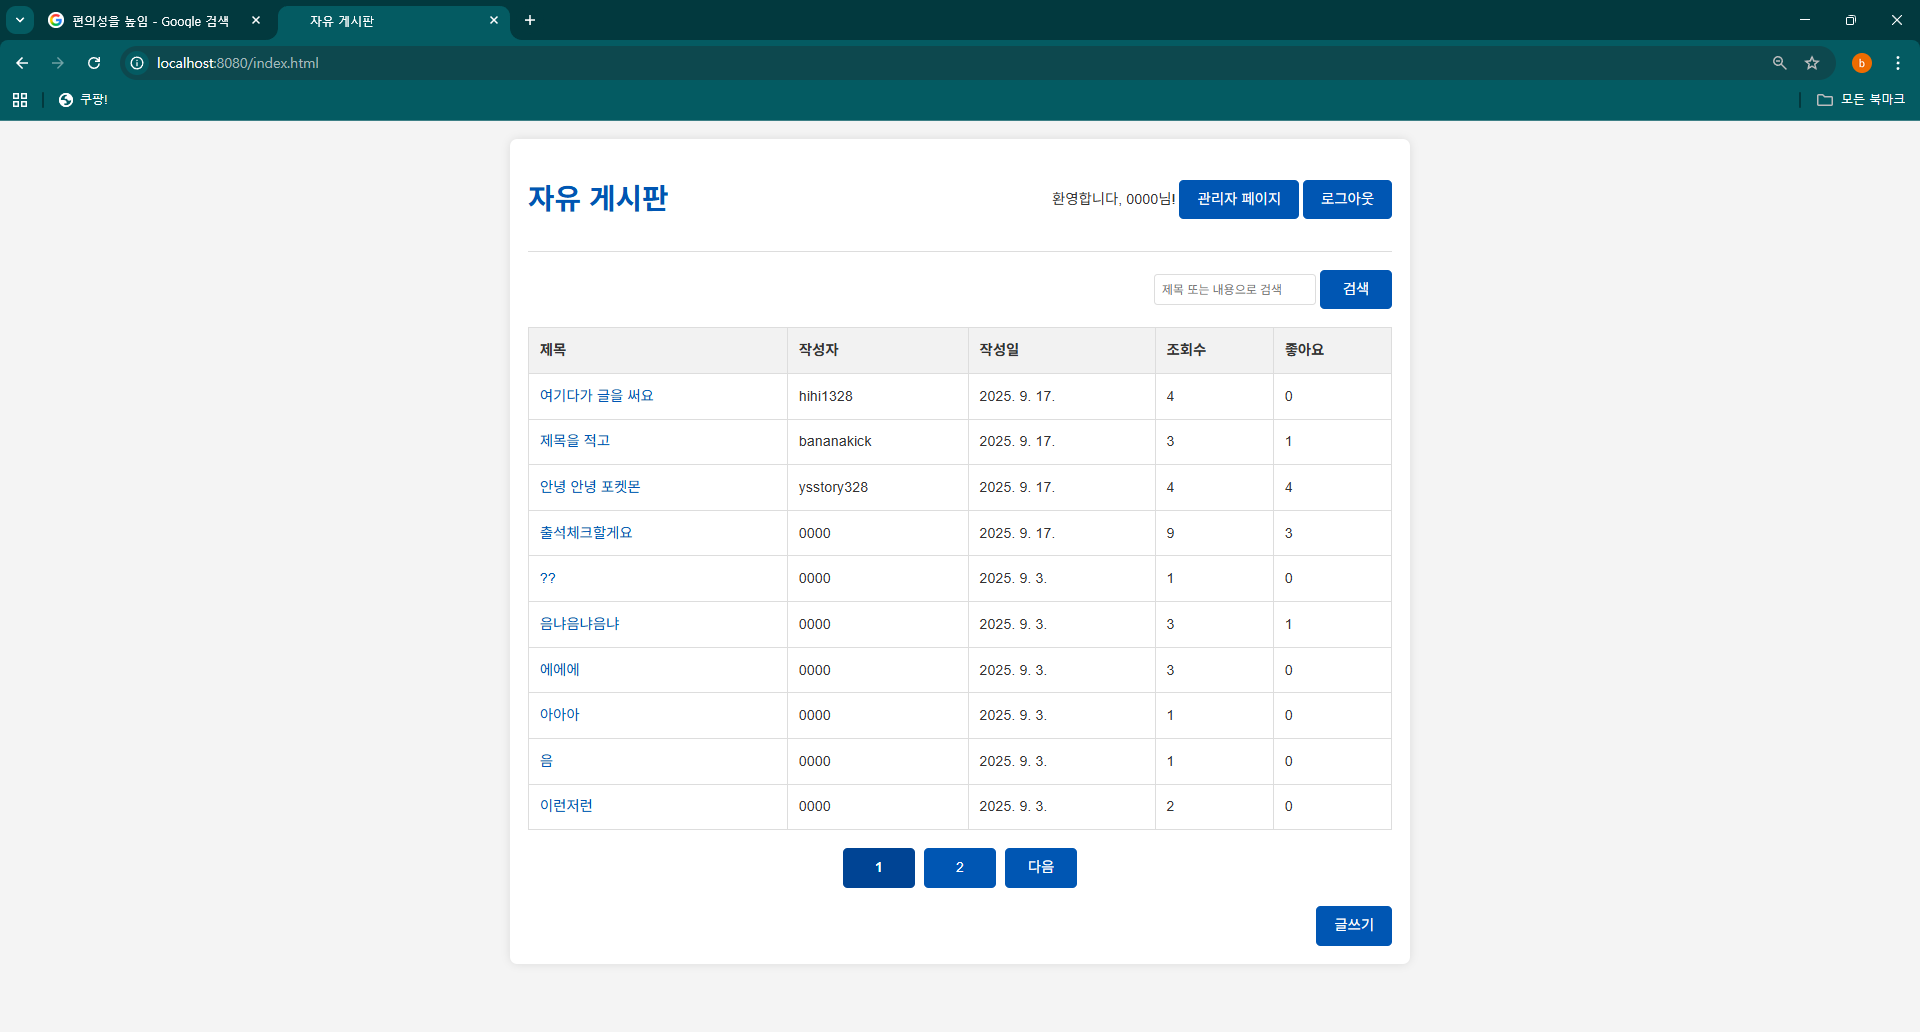 편의성을 높임 - Google 검색
자유 게시판
localhost:8080/index.html
b
쿠팡!
모든 북마크
자유 게시판
환영합니다, 0000님! 관리자 페이지 로그아웃
제목 또는 내용으로 검색 검색
제목 작성자 작성일 조회수 좋아요
여기다가 글을 써요 hihi1328 2025. 9. 17. 4 0
제목을 적고 bananakick 2025. 9. 17. 3 1
안녕 안녕 포켓몬 ysstory328 2025. 9. 17. 4 4
출석체크할게요 0000 2025. 9. 17. 9 3
?? 0000 2025. 9. 3. 1 0
음냐음냐음냐 0000 2025. 9. 3. 3 1
에에에 0000 2025. 9. 3. 3 0
아아아 0000 2025. 9. 3. 1 0
음 0000 2025. 9. 3. 1 0
이런저런 0000 2025. 9. 3. 2 0
1 2 다음
글쓰기